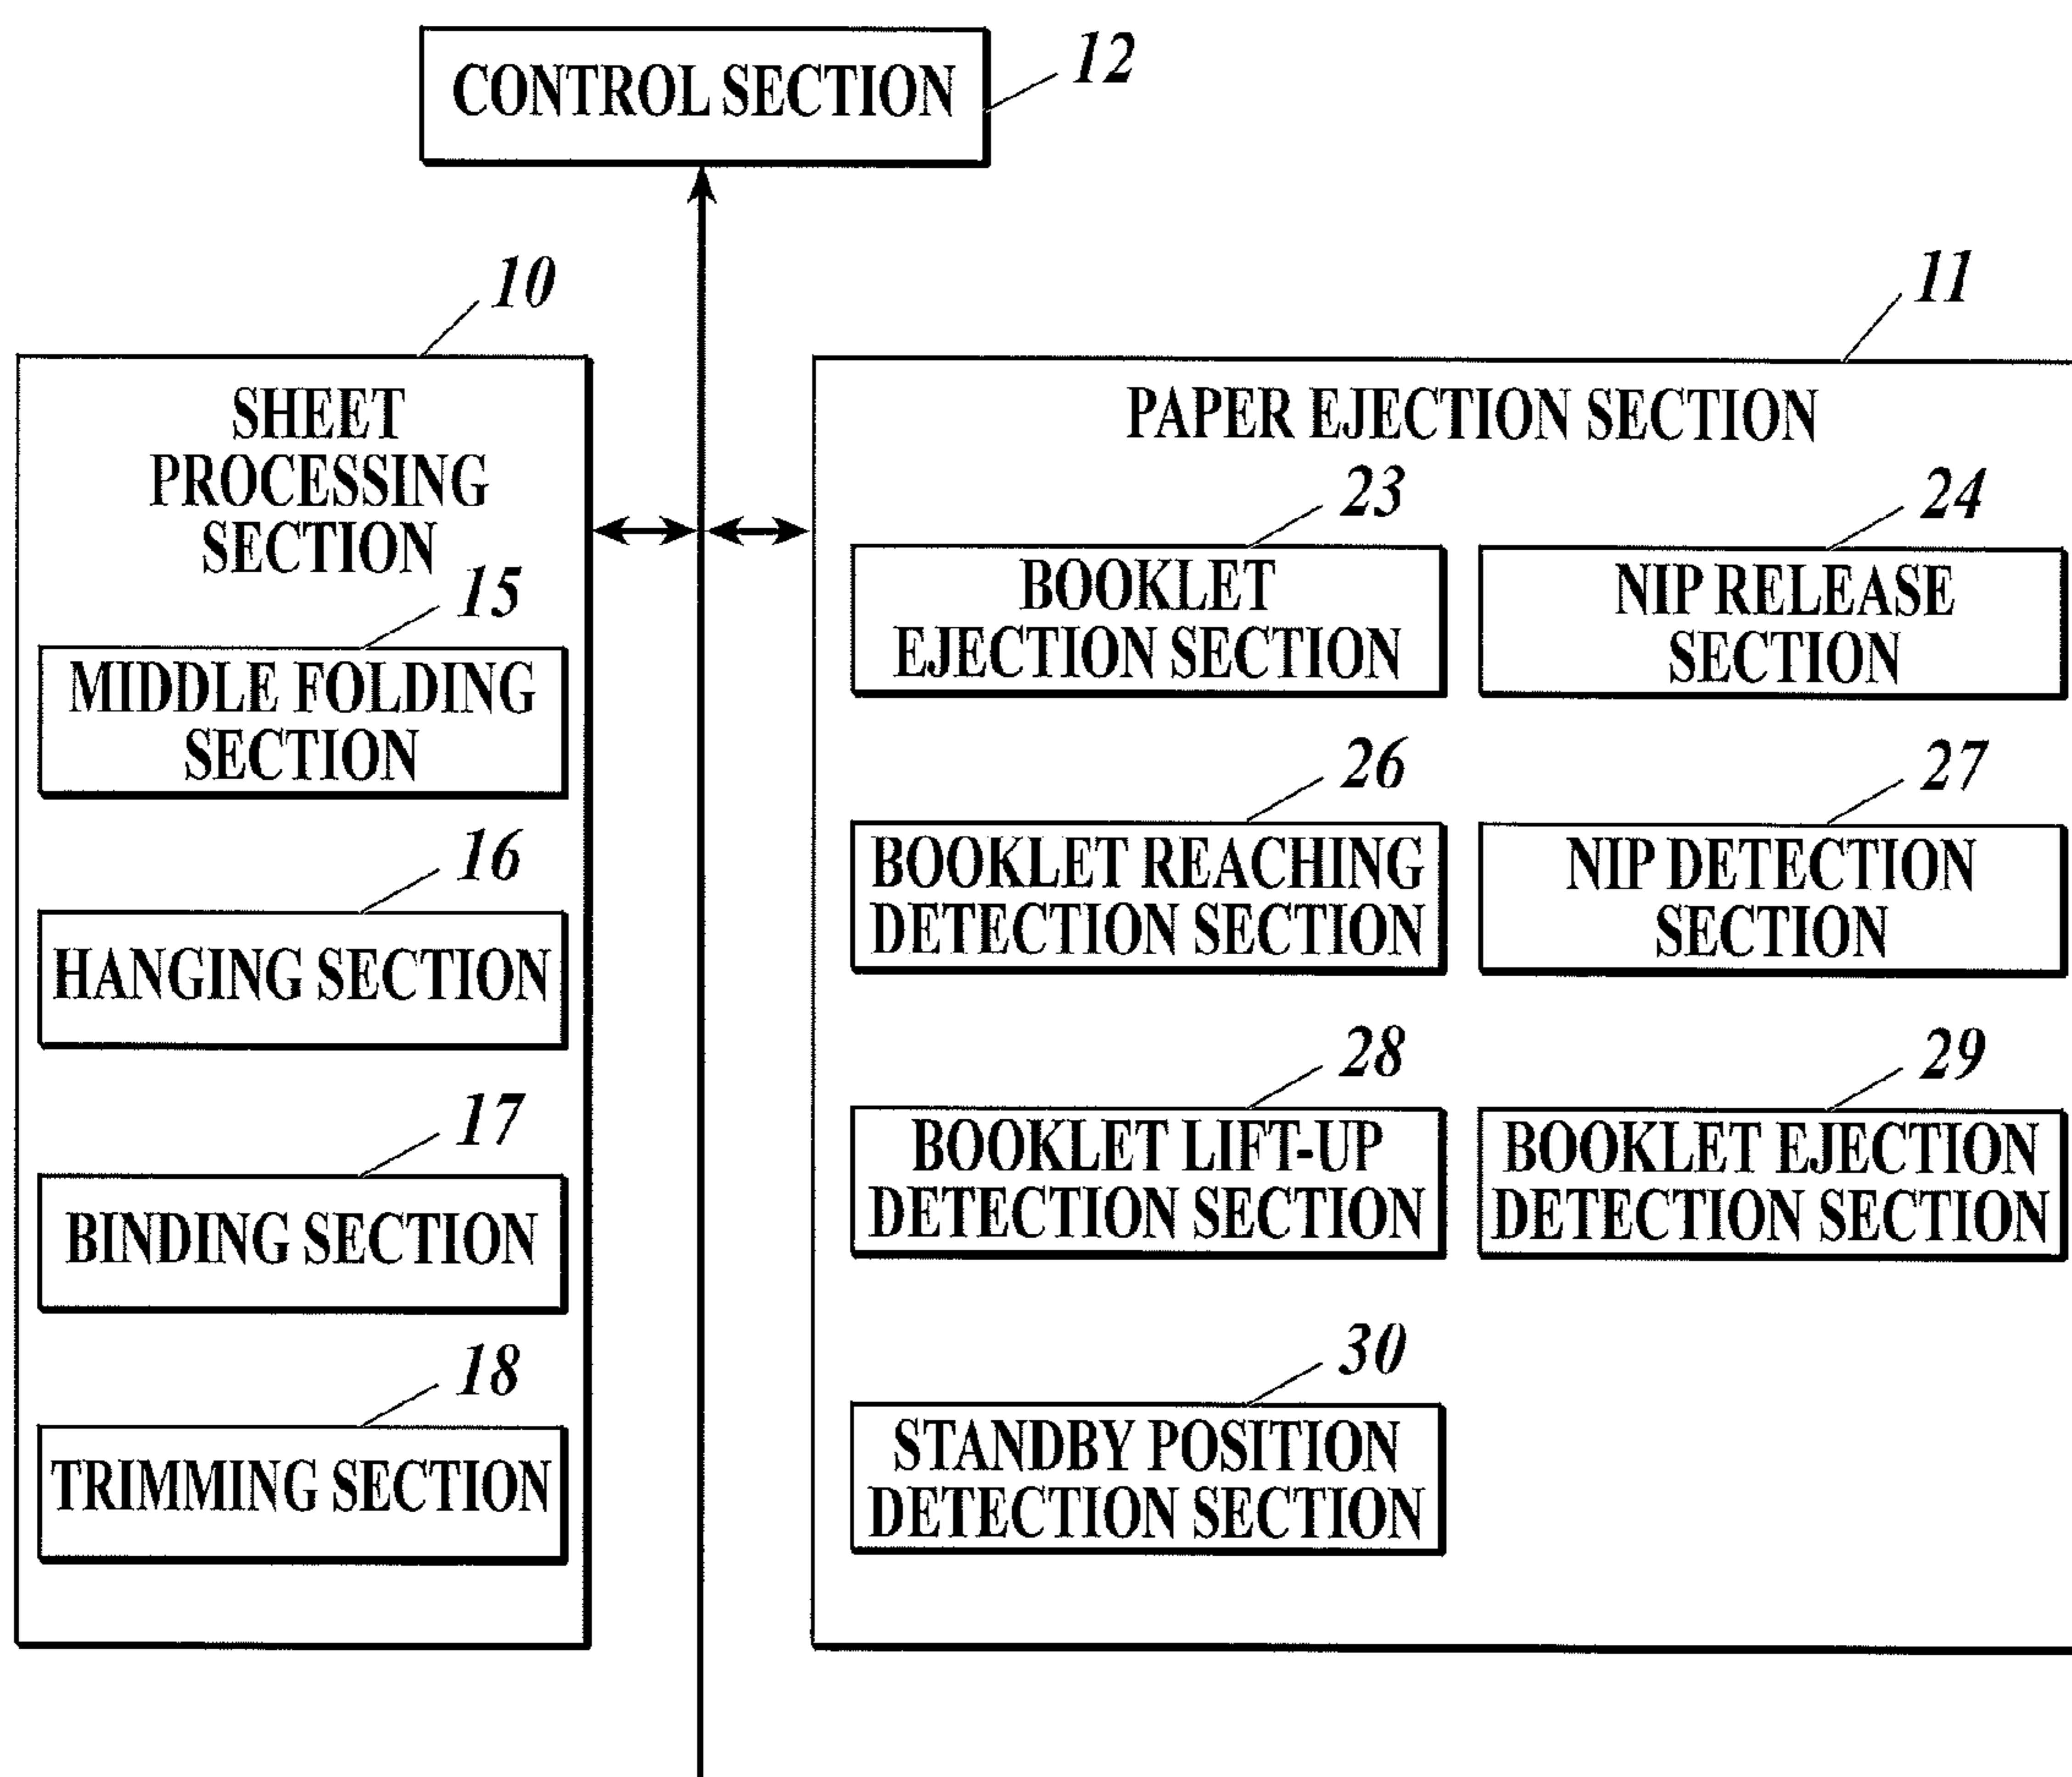 CONTROL SECTION
12
10
SHEET
PROCESSING
SECTION
15
MIDDLE FOLDING
SECTION
16
HANGING SECTION
17
BINDING SECTION
18
TRIMMING SECTION
11
PAPER EJECTION SECTION
23
BOOKLET
EJECTION SECTION
24
NIP RELEASE
SECTION
26
BOOKLET REACHING
DETECTION SECTION
27
NIP DETECTION
SECTION
28
BOOKLET LIFT-UP
DETECTION SECTION
29
BOOKLET EJECTION
DETECTION SECTION
30
STANDBY POSITION
DETECTION SECTION